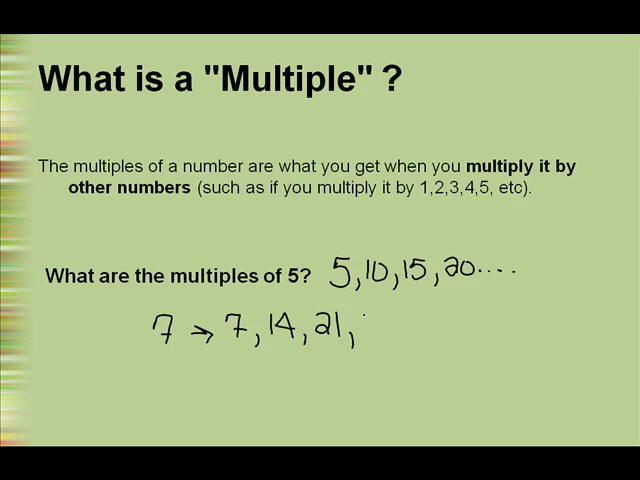 What is a "Multiple" ?
The multiples of a number are what you get when you multiply it by
other numbers (such as if you multiply it by 1,2,3,4,5, etc).
What are the multiples of 5? 5,10,15,20....
7 → 7, 14, 21,